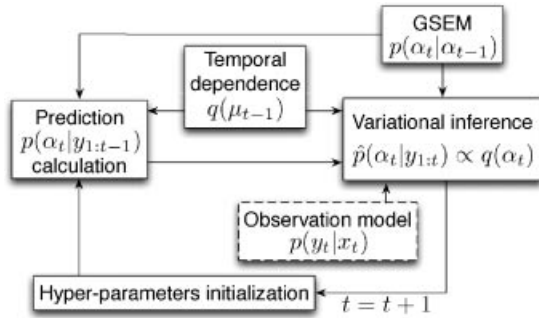 GSEM
p(α_t|α_{t−1})
Temporal
dependence
q(μ_{t−1})
Prediction
p(α_t|y_{1:t−1})
calculation
Variational inference
p̂(α_t|y_{1:t}) ∝ q(α_t)
Observation model
p(y_t|x_t)
Hyper-parameters initialization
t = t + 1